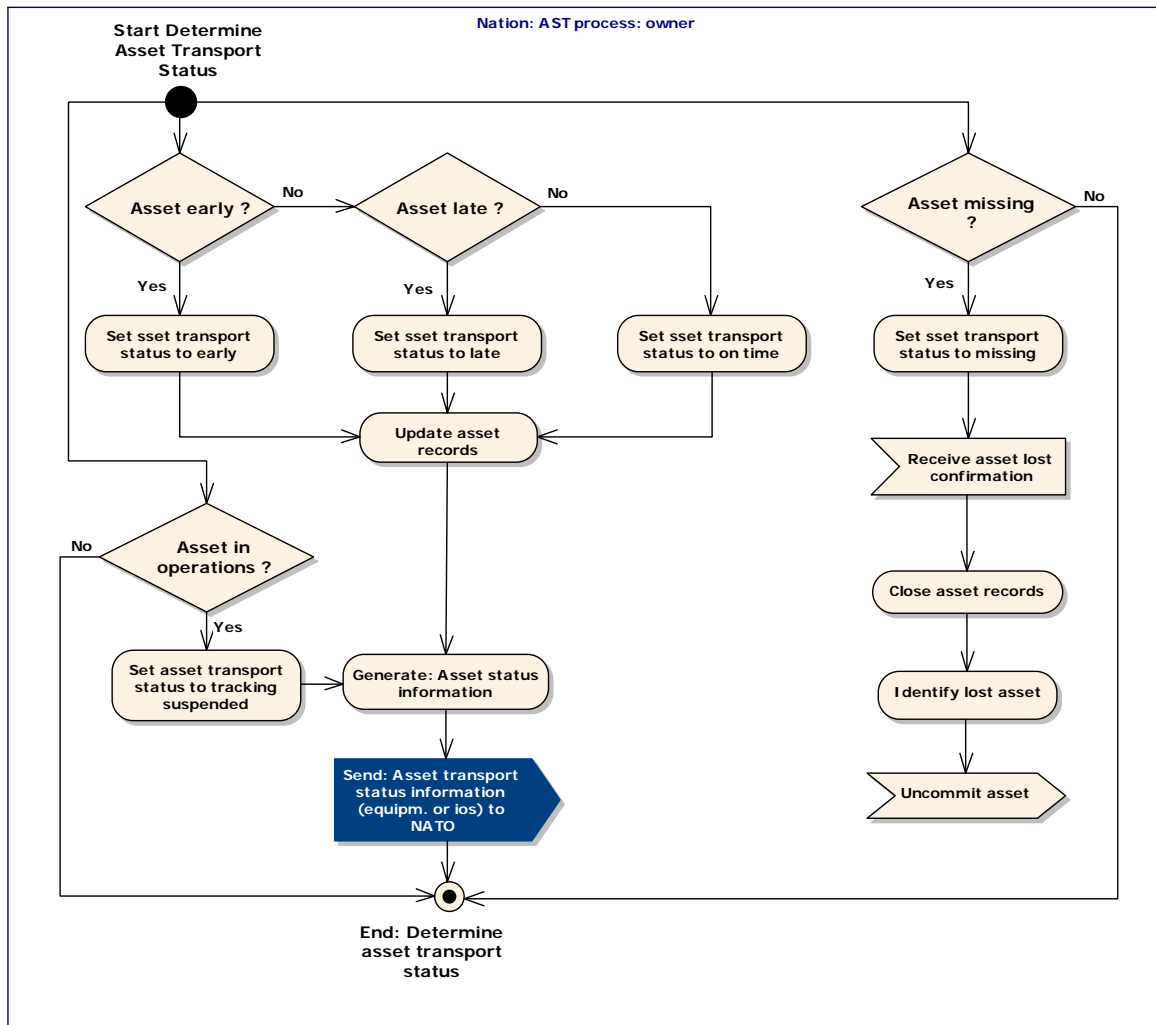 Nation: AST process: owner
Start Determine
Asset Transport
Status
Asset early ?
No
Asset late ?
No
Asset missing
?
No
Yes
Yes
Yes
Set sset transport
status to early
Set sset transport
status to late
Set sset transport
status to on time
Set sset transport
status to missing
Update asset
records
Receive asset lost
confirmation
No
Asset in
operations ?
Close asset records
Yes
Set asset transport
status to tracking
suspended
Generate: Asset status
information
Identify lost asset
Send: Asset transport
status information
(equipm. or ios) to
NATO
Uncommit asset
End: Determine
asset transport
status